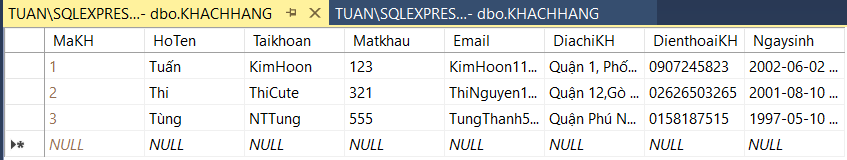 TUAN\SQLEXPRES...- dbo.KHACHHANG TUAN\SQLEXPRES...- dbo.KHACHHANG
MaKH HoTen Taikhoan Matkhau Email DiachiKH DienthoaiKH Ngaysinh
1 Tuấn KimHoon 123 KimHoon11... Quận 1, Phố... 0907245823 2002-06-02 ...
2 Thi ThiCute 321 ThiNguyen1... Quận 12,Gò ... 02626503265 2001-08-10 ...
3 Tùng NTTung 555 TungThanh5... Quận Phú N... 0158187515 1997-05-10 ...
NULL NULL NULL NULL NULL NULL NULL NULL